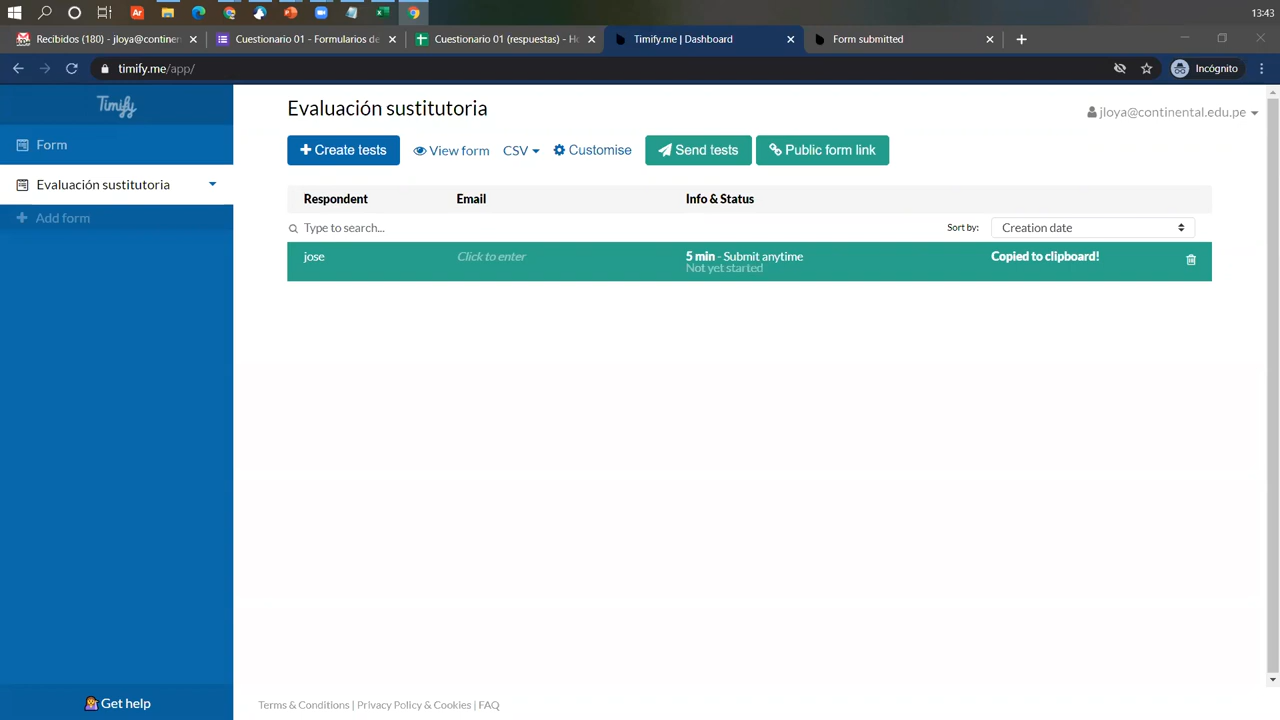 13:43
Recibidos (180) - jloya@continen
Cuestionario 01 - Formularios de
Cuestionario 01 (respuestas) - Ho
Timify.me | Dashboard
Form submitted
timify.me/app/
Incógnito
Timify
Form
Evaluación sustitutoria
Add form
Get help
Evaluación sustitutoria
jloya@continental.edu.pe
Create tests
View form
CSV
Customise
Send tests
Public form link
Respondent
Email
Info & Status
Type to search...
Sort by:
Creation date
jose
Click to enter
5 min - Submit anytime
Not yet started
Copied to clipboard!
Terms & Conditions | Privacy Policy & Cookies | FAQ